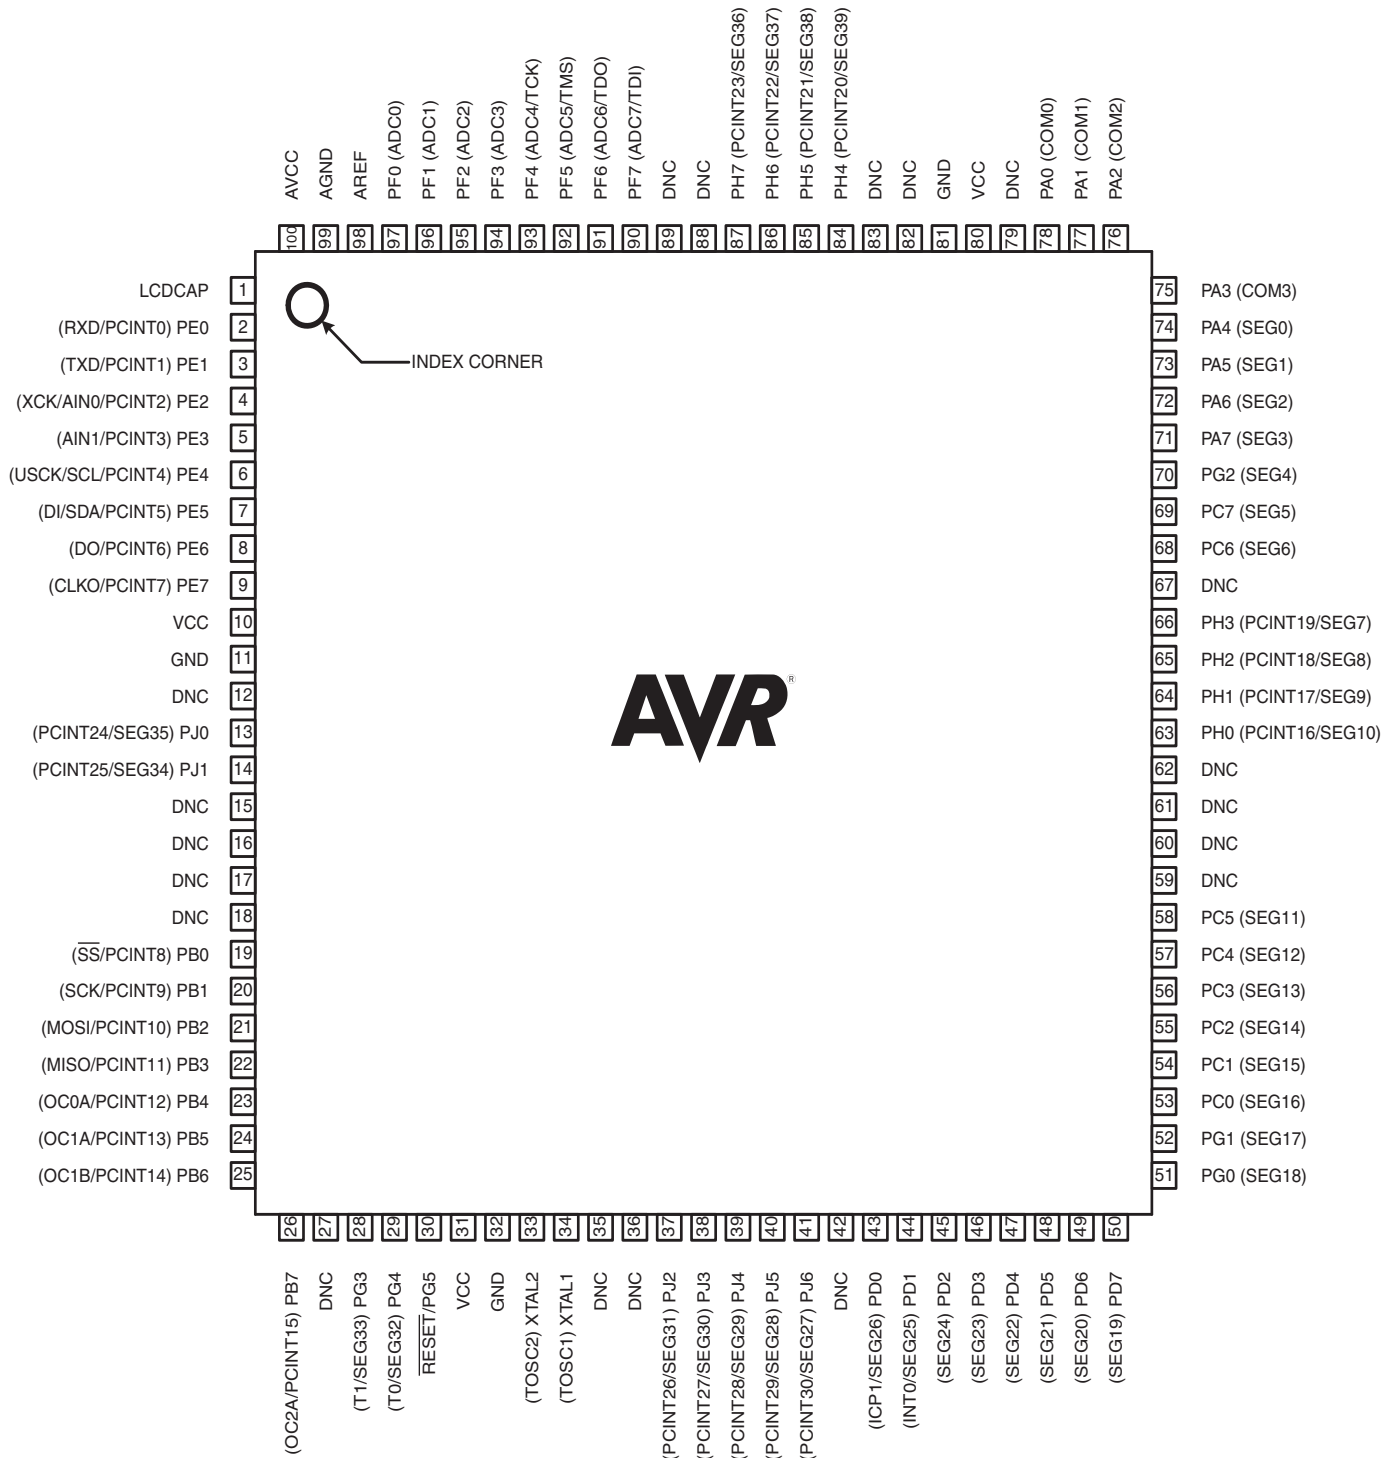 AVCC
AGND
AREF
PF0 (ADC0)
PF1 (ADC1)
PF2 (ADC2)
PF3 (ADC3)
PF4 (ADC4/TCK)
PF5 (ADC5/TMS)
PF6 (ADC6/TDO)
PF7 (ADC7/TDI)
DNC
DNC
PH7 (PCINT23/SEG36)
PH6 (PCINT22/SEG37)
PH5 (PCINT21/SEG38)
PH4 (PCINT20/SEG39)
DNC
DNC
GND
VCC
DNC
PA0 (COM0)
PA1 (COM1)
PA2 (COM2)
100
99
98
97
96
95
94
93
92
91
90
89
88
87
86
85
84
83
82
81
80
79
78
77
76
LCDCAP 1
(RXD/PCINT0) PE0 2
(TXD/PCINT1) PE1 3
(XCK/AIN0/PCINT2) PE2 4
(AIN1/PCINT3) PE3 5
(USCK/SCL/PCINT4) PE4 6
(DI/SDA/PCINT5) PE5 7
(DO/PCINT6) PE6 8
(CLKO/PCINT7) PE7 9
VCC 10
GND 11
DNC 12
(PCINT24/SEG35) PJ0 13
(PCINT25/SEG34) PJ1 14
DNC 15
DNC 16
DNC 17
DNC 18
(SS/PCINT8) PB0 19
(SCK/PCINT9) PB1 20
(MOSI/PCINT10) PB2 21
(MISO/PCINT11) PB3 22
(OC0A/PCINT12) PB4 23
(OC1A/PCINT13) PB5 24
(OC1B/PCINT14) PB6 25
INDEX CORNER
AVR®
75 PA3 (COM3)
74 PA4 (SEG0)
73 PA5 (SEG1)
72 PA6 (SEG2)
71 PA7 (SEG3)
70 PG2 (SEG4)
69 PC7 (SEG5)
68 PC6 (SEG6)
67 DNC
66 PH3 (PCINT19/SEG7)
65 PH2 (PCINT18/SEG8)
64 PH1 (PCINT17/SEG9)
63 PH0 (PCINT16/SEG10)
62 DNC
61 DNC
60 DNC
59 DNC
58 PC5 (SEG11)
57 PC4 (SEG12)
56 PC3 (SEG13)
55 PC2 (SEG14)
54 PC1 (SEG15)
53 PC0 (SEG16)
52 PG1 (SEG17)
51 PG0 (SEG18)
26
27
28
29
30
31
32
33
34
35
36
37
38
39
40
41
42
43
44
45
46
47
48
49
50
(OC2A/PCINT15) PB7
DNC
(T1/SEG33) PG3
(T0/SEG32) PG4
RESET/PG5
VCC
GND
(TOSC2) XTAL2
(TOSC1) XTAL1
DNC
DNC
(PCINT26/SEG31) PJ2
(PCINT27/SEG30) PJ3
(PCINT28/SEG29) PJ4
(PCINT29/SEG28) PJ5
(PCINT30/SEG27) PJ6
DNC
(ICP1/SEG26) PD0
(INT0/SEG25) PD1
(SEG24) PD2
(SEG23) PD3
(SEG22) PD4
(SEG21) PD5
(SEG20) PD6
(SEG19) PD7